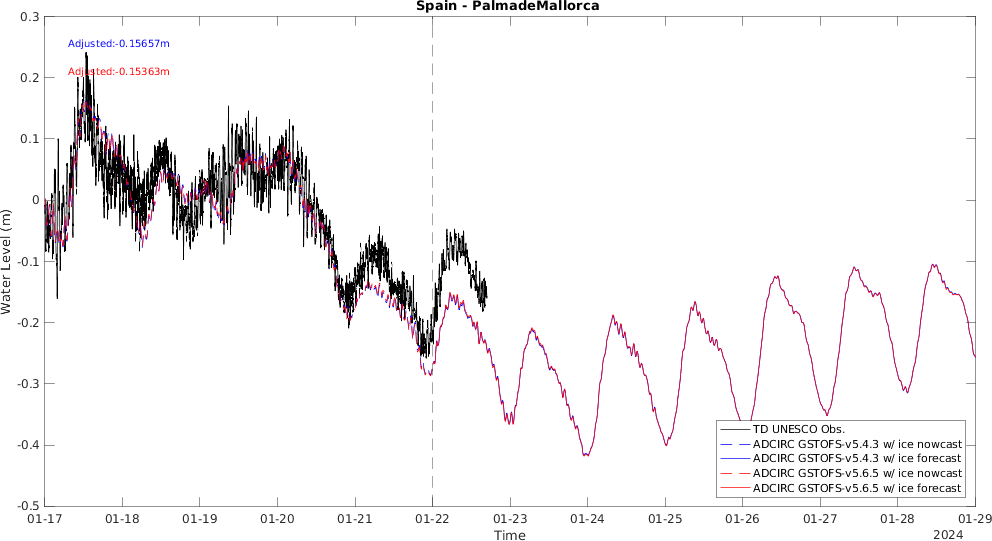 Spain - PalmadeMallorca
Adjusted:-0.15657m
Adjusted:-0.15363m
Water Level (m)
0.3
0.2
0.1
0
-0.1
-0.2
-0.3
-0.4
-0.5
TD UNESCO Obs.
ADCIRC GSTOFS-v5.4.3 w/ ice nowcast
ADCIRC GSTOFS-v5.4.3 w/ ice forecast
ADCIRC GSTOFS-v5.6.5 w/ ice nowcast
ADCIRC GSTOFS-v5.6.5 w/ ice forecast
01-17 01-18 01-19 01-20 01-21 01-22 01-23 01-24 01-25 01-26 01-27 01-28 01-29
Time
2024